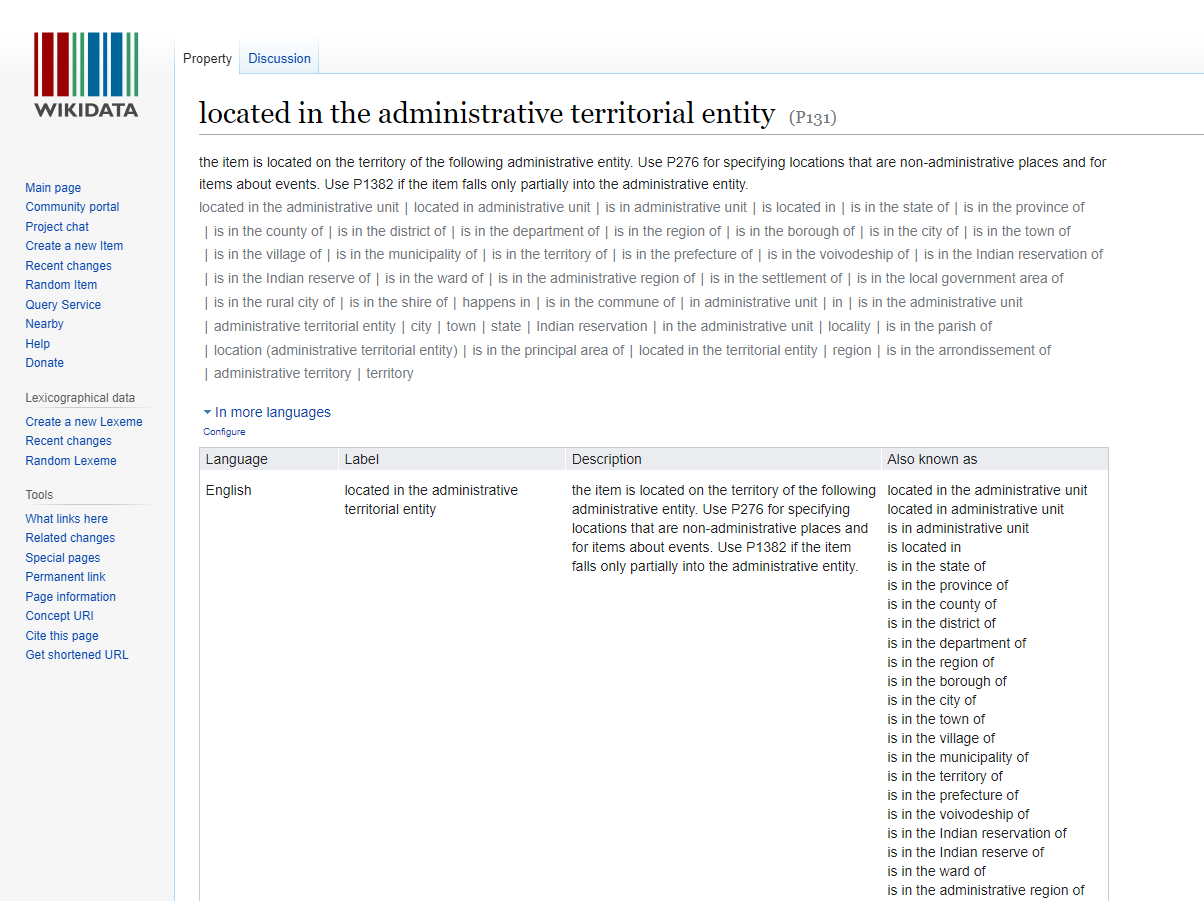 WIKIDATA
Main page
Community portal
Project chat
Create a new Item
Recent changes
Random Item
Query Service
Nearby
Help
Donate
Lexicographical data
Create a new Lexeme
Recent changes
Random Lexeme
Tools
What links here
Related changes
Special pages
Permanent link
Page information
Concept URI
Cite this page
Get shortened URL
Property Discussion
located in the administrative territorial entity (P131)
the item is located on the territory of the following administrative entity. Use P276 for specifying locations that are non-administrative places and for
items about events. Use P1382 if the item falls only partially into the administrative entity.
located in the administrative unit | located in administrative unit | is in administrative unit | is located in | is in the state of | is in the province of
| is in the county of | is in the district of | is in the department of | is in the region of | is in the borough of | is in the city of | is in the town of
| is in the village of | is in the municipality of | is in the territory of | is in the prefecture of | is in the voivodeship of | is in the Indian reservation of
| is in the Indian reserve of | is in the ward of | is in the administrative region of | is in the settlement of | is in the local government area of
| is in the rural city of | is in the shire of | happens in | is in the commune of | in administrative unit | in | is in the administrative unit
| administrative territorial entity | city | town | state | Indian reservation | in the administrative unit | locality | is in the parish of
| location (administrative territorial entity) | is in the principal area of | located in the territorial entity | region | is in the arrondissement of
| administrative territory | territory
In more languages
Configure
Language Label Description Also known as
English
located in the administrative
territorial entity
the item is located on the territory of the following
administrative entity. Use P276 for specifying
locations that are non-administrative places and
for items about events. Use P1382 if the item
falls only partially into the administrative entity.
located in the administrative unit
located in administrative unit
is in administrative unit
is located in
is in the state of
is in the province of
is in the county of
is in the district of
is in the department of
is in the region of
is in the borough of
is in the city of
is in the town of
is in the village of
is in the municipality of
is in the territory of
is in the prefecture of
is in the voivodeship of
is in the Indian reservation of
is in the Indian reserve of
is in the ward of
is in the administrative region of